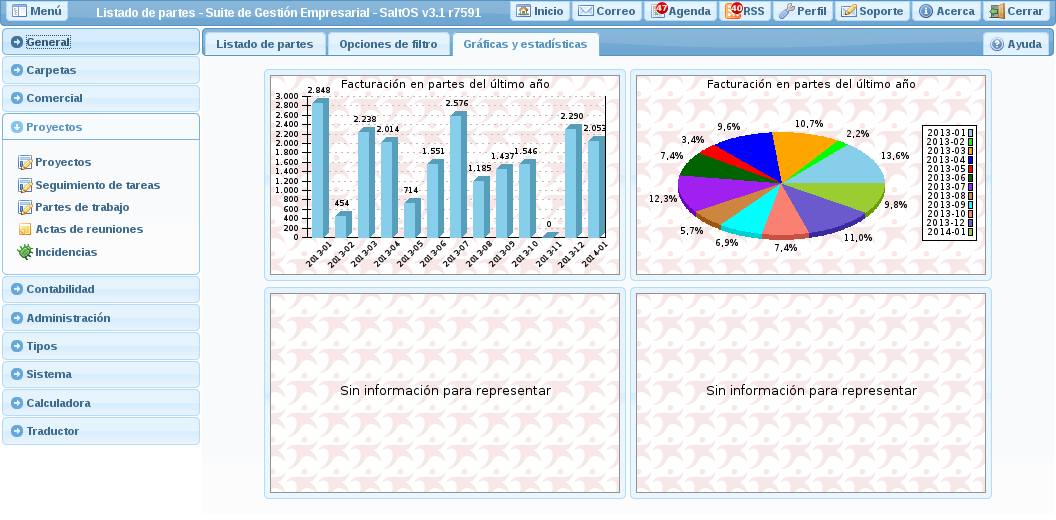 Menú
Listado de partes - Suite de Gestión Empresarial - SaltOS v3.1 r7591
Inicio
Correo
47
Agenda
40
RSS
Perfil
Soporte
Acerca
Cerrar
General
Carpetas
Comercial
Proyectos
Proyectos
Seguimiento de tareas
Partes de trabajo
Actas de reuniones
Incidencias
Contabilidad
Administración
Tipos
Sistema
Calculadora
Traductor
Listado de partes
Opciones de filtro
Gráficas y estadísticas
Ayuda
Facturación en partes del último año
3.000
2.800
2.600
2.400
2.200
2.000
1.800
1.600
1.400
1.200
1.000
800
600
400
200
0
2.848
454
2.238
2.014
714
1.551
2.576
1.185
1.437
1.546
0
2.290
2.053
2013-01
2013-02
2013-03
2013-04
2013-05
2013-06
2013-07
2013-08
2013-09
2013-10
2013-11
2013-12
2014-01
Facturación en partes del último año
13,6%
2,2%
10,7%
9,6%
3,4%
7,4%
12,3%
5,7%
6,9%
7,4%
11,0%
9,8%
2013-01
2013-02
2013-03
2013-04
2013-05
2013-06
2013-07
2013-08
2013-09
2013-10
2013-12
2014-01
Sin información para representar
Sin información para representar